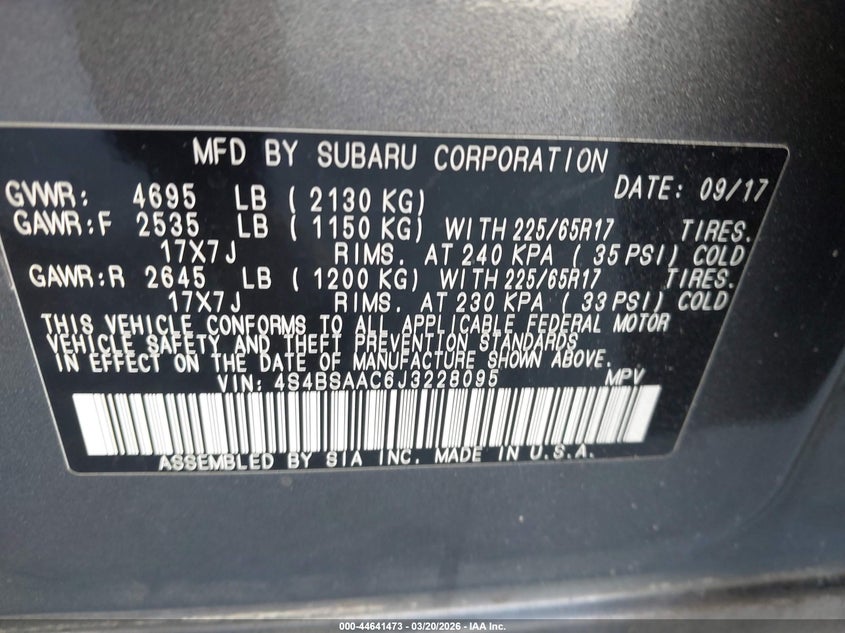 MFD BY SUBARU CORPORATION
GVWR: 4695 LB ( 2130 KG) DATE: 09/17
GAWR:F 2535 LB ( 1150 KG) WITH 225/65R17 TIRES.
17X7J RIMS. AT 240 KPA ( 35 PSI) COLD
GAWR:R 2645 LB ( 1200 KG) WITH 225/65R17 TIRES.
17X7J RIMS. AT 230 KPA ( 33 PSI) COLD
THIS VEHICLE CONFORMS TO ALL APPLICABLE FEDERAL MOTOR
VEHICLE SAFETY AND THEFT PREVENTION STANDARDS
IN EFFECT ON THE DATE OF MANUFACTURE SHOWN ABOVE.
VIN: 4S4BSAAC6J3228095 MPV
ASSEMBLED BY SIA INC. MADE IN U.S.A.
000-44641473 | 03/20/2026 | IAA Inc.